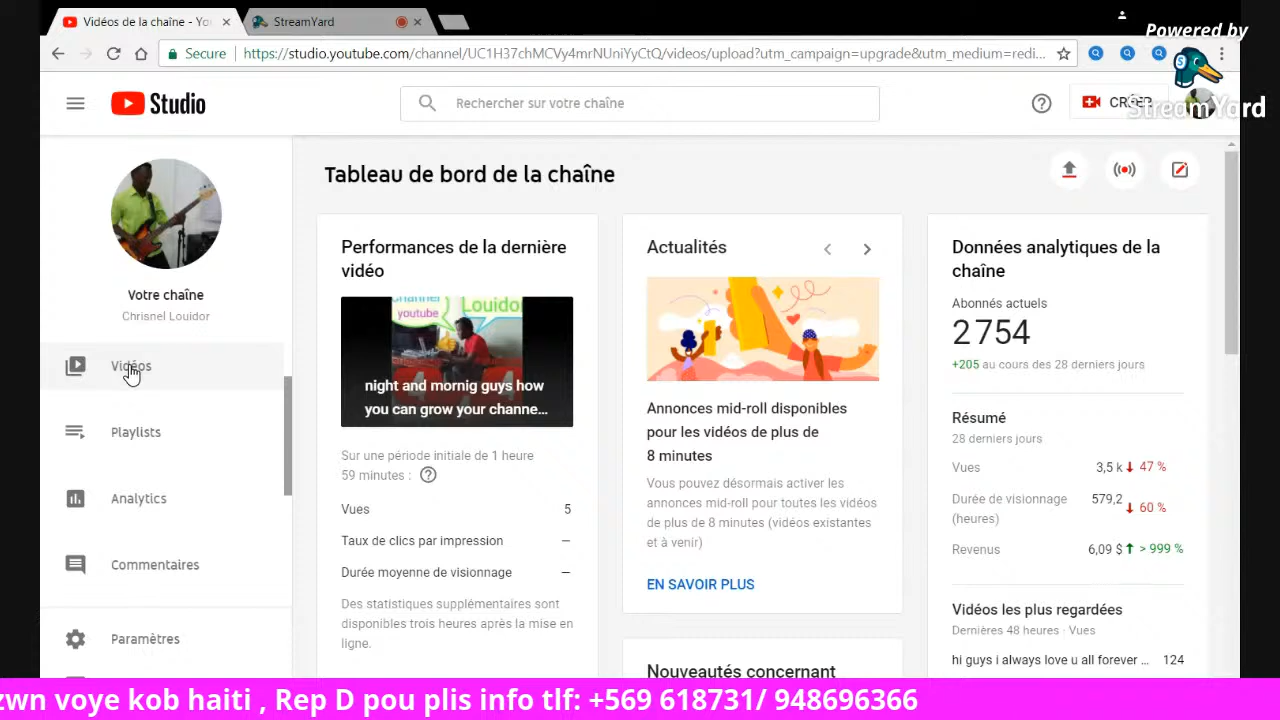 Vidéos de la chaîne - Yo
StreamYard
Powered by
Secure
https://studio.youtube.com/channel/UC1H37chMCVy4mrNUniYyCtQ/videos/upload?utm_campaign=upgrade&utm_medium=redi...
Studio
Rechercher sur votre chaîne
CRÉER
StreamYard
Tableau de bord de la chaîne
Votre chaîne
Chrisnel Louidor
Vidéos
Playlists
Analytics
Commentaires
Paramètres
Performances de la dernière
vidéo
channel
youtube
Louidor
night and mornig guys how
you can grow your channe...
Sur une période initiale de 1 heure
59 minutes :
Vues 5
Taux de clics par impression —
Durée moyenne de visionnage —
Des statistiques supplémentaires sont
disponibles trois heures après la mise en
ligne.
Actualités
Annonces mid-roll disponibles
pour les vidéos de plus de
8 minutes
Vous pouvez désormais activer les
annonces mid-roll pour toutes les vidéos
de plus de 8 minutes (vidéos existantes
et à venir)
EN SAVOIR PLUS
Nouveautés concernant
Données analytiques de la
chaîne
Abonnés actuels
2 754
+205 au cours des 28 derniers jours
Résumé
28 derniers jours
Vues 3,5 k 47 %
Durée de visionnage
(heures) 579,2 60 %
Revenus 6,09 $ > 999 %
Vidéos les plus regardées
Dernières 48 heures · Vues
hi guys i always love u all forever ... 124
zwn voye kob haiti , Rep D pou plis info tlf: +569 618731/ 948696366